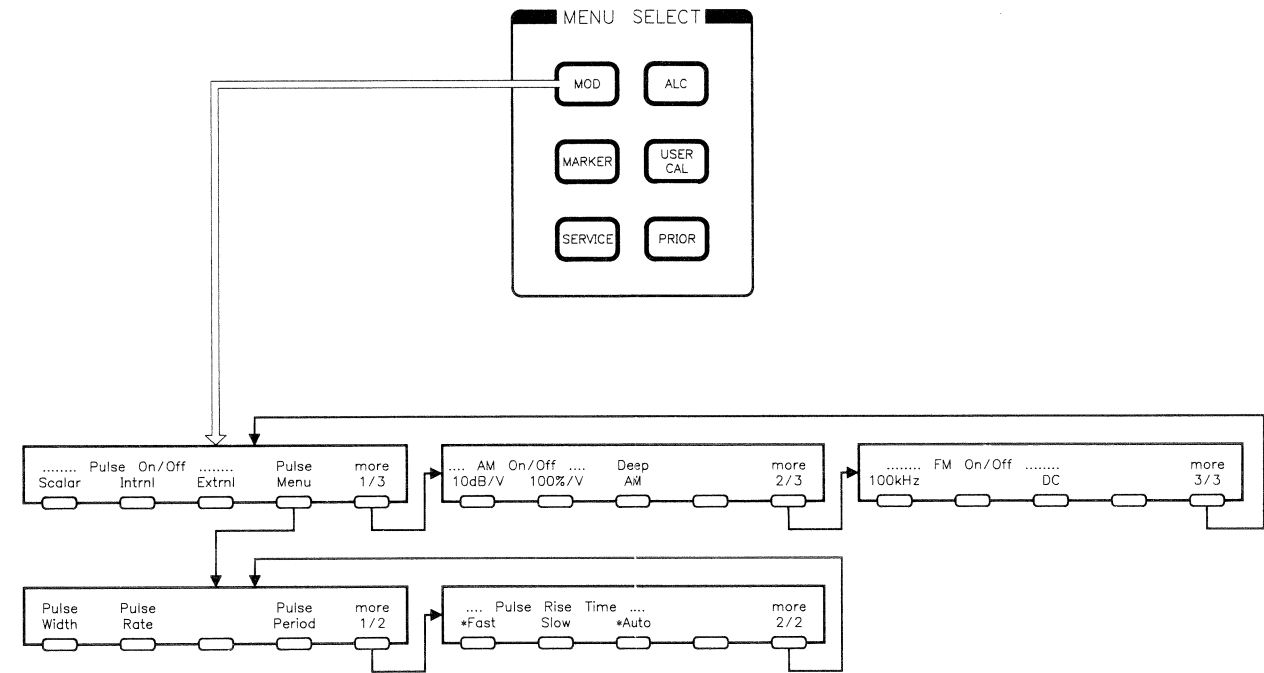 MENU SELECT
MOD
ALC
MARKER
USER
CAL
SERVICE
PRIOR
........ Pulse On/Off ........ Pulse more
Scalar Intrnl Extrnl Menu 1/3
.... AM On/Off .... Deep more
10dB/V 100%/V AM 2/3
........ FM On/Off ........ more
100kHz DC 3/3
Pulse Pulse Pulse more
Width Rate Period 1/2
.... Pulse Rise Time .... more
*Fast Slow *Auto 2/2